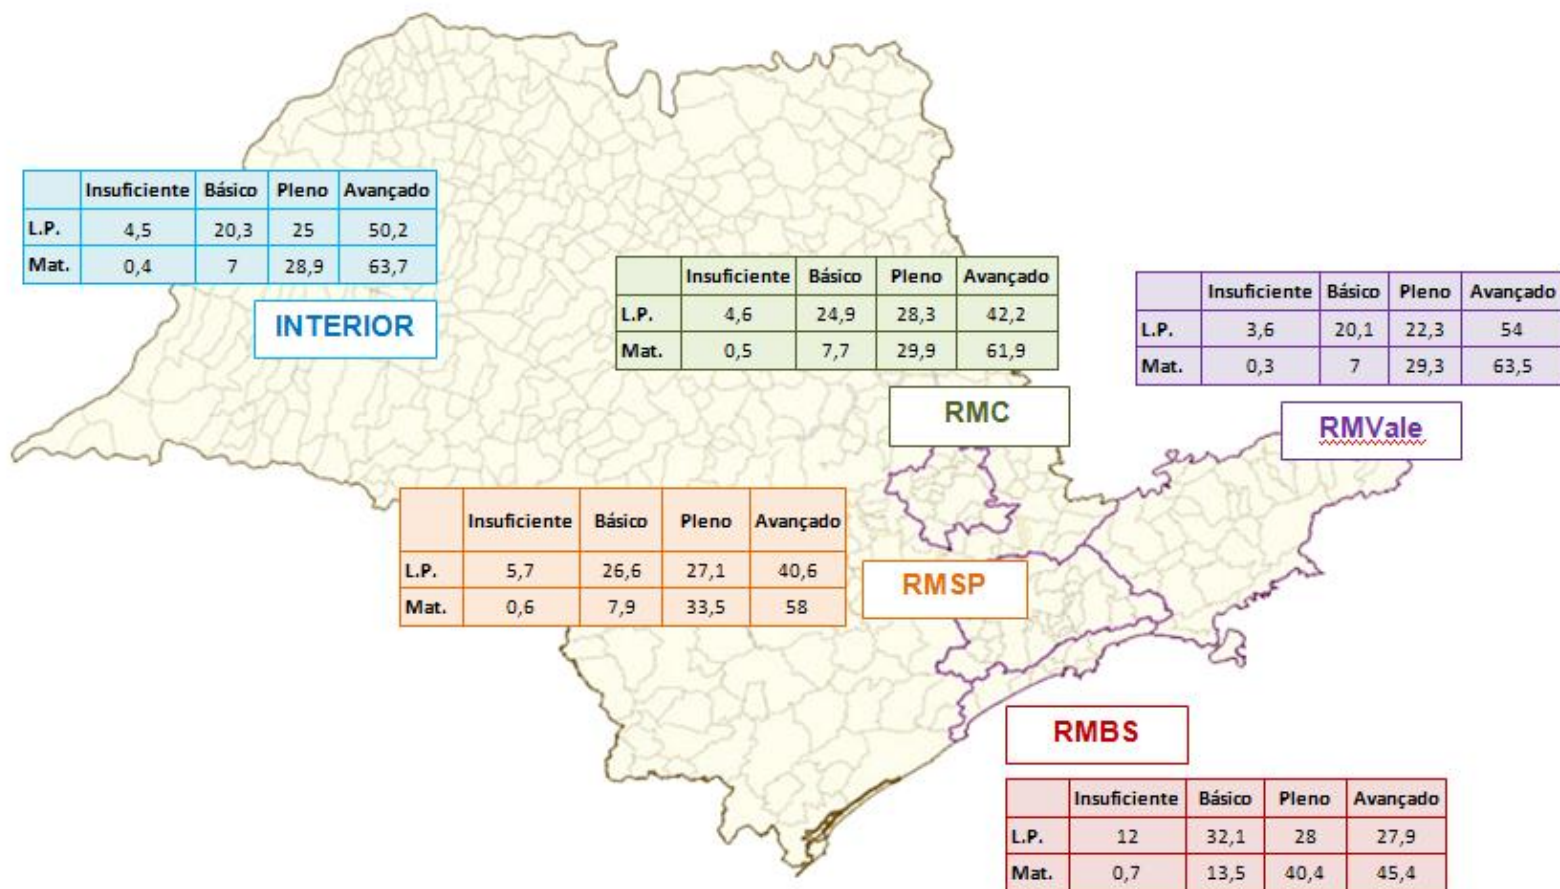 Insuficiente Básico Pleno Avançado
L.P. 4,5 20,3 25 50,2
Mat. 0,4 7 28,9 63,7
INTERIOR
Insuficiente Básico Pleno Avançado
L.P. 4,6 24,9 28,3 42,2
Mat. 0,5 7,7 29,9 61,9
RMC
Insuficiente Básico Pleno Avançado
L.P. 3,6 20,1 22,3 54
Mat. 0,3 7 29,3 63,5
RMVale
Insuficiente Básico Pleno Avançado
L.P. 5,7 26,6 27,1 40,6
Mat. 0,6 7,9 33,5 58
RMSP
RMBS
Insuficiente Básico Pleno Avançado
L.P. 12 32,1 28 27,9
Mat. 0,7 13,5 40,4 45,4